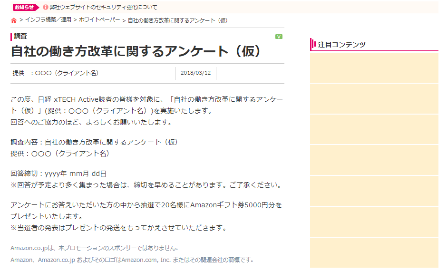 お知らせ 弊社ウェブサイトのセキュリティ強化について
> インフラ構築/運用 > ホワイトペーパー > 自社の働き方改革に関するアンケート（仮）
調査
自社の働き方改革に関するアンケート（仮）
提供 ：〇〇〇（クライアント名）
2018/03/12
注目コンテンツ
この度、日経 xTECH Active読者の皆様を対象に、「自社の働き方改革に関するアンケー
ト（仮）」(提供：〇〇〇（クライアント名）)を実施いたします。
回答へのご協力のほど、よろしくお願いいたします。
調査内容：自社の働き方改革に関するアンケート（仮）
提供：〇〇〇（クライアント名）
回答締切：yyyy年 mm月 dd日
※回答が予定より多く集まった場合は、締切を早めることがあります。ご了承ください。
アンケートにお答えいただいた方の中から抽選で20名様にAmazonギフト券5000円分を
プレゼントいたします。
※当選者の発表はプレゼントの発送をもってかえさせていただきます。
Amazon.co.jpは、本プロモーションのスポンサーではありません。
Amazon、Amazon.co.jp およびそのロゴはAmazon.com, Inc. またはその関連会社の商標です。